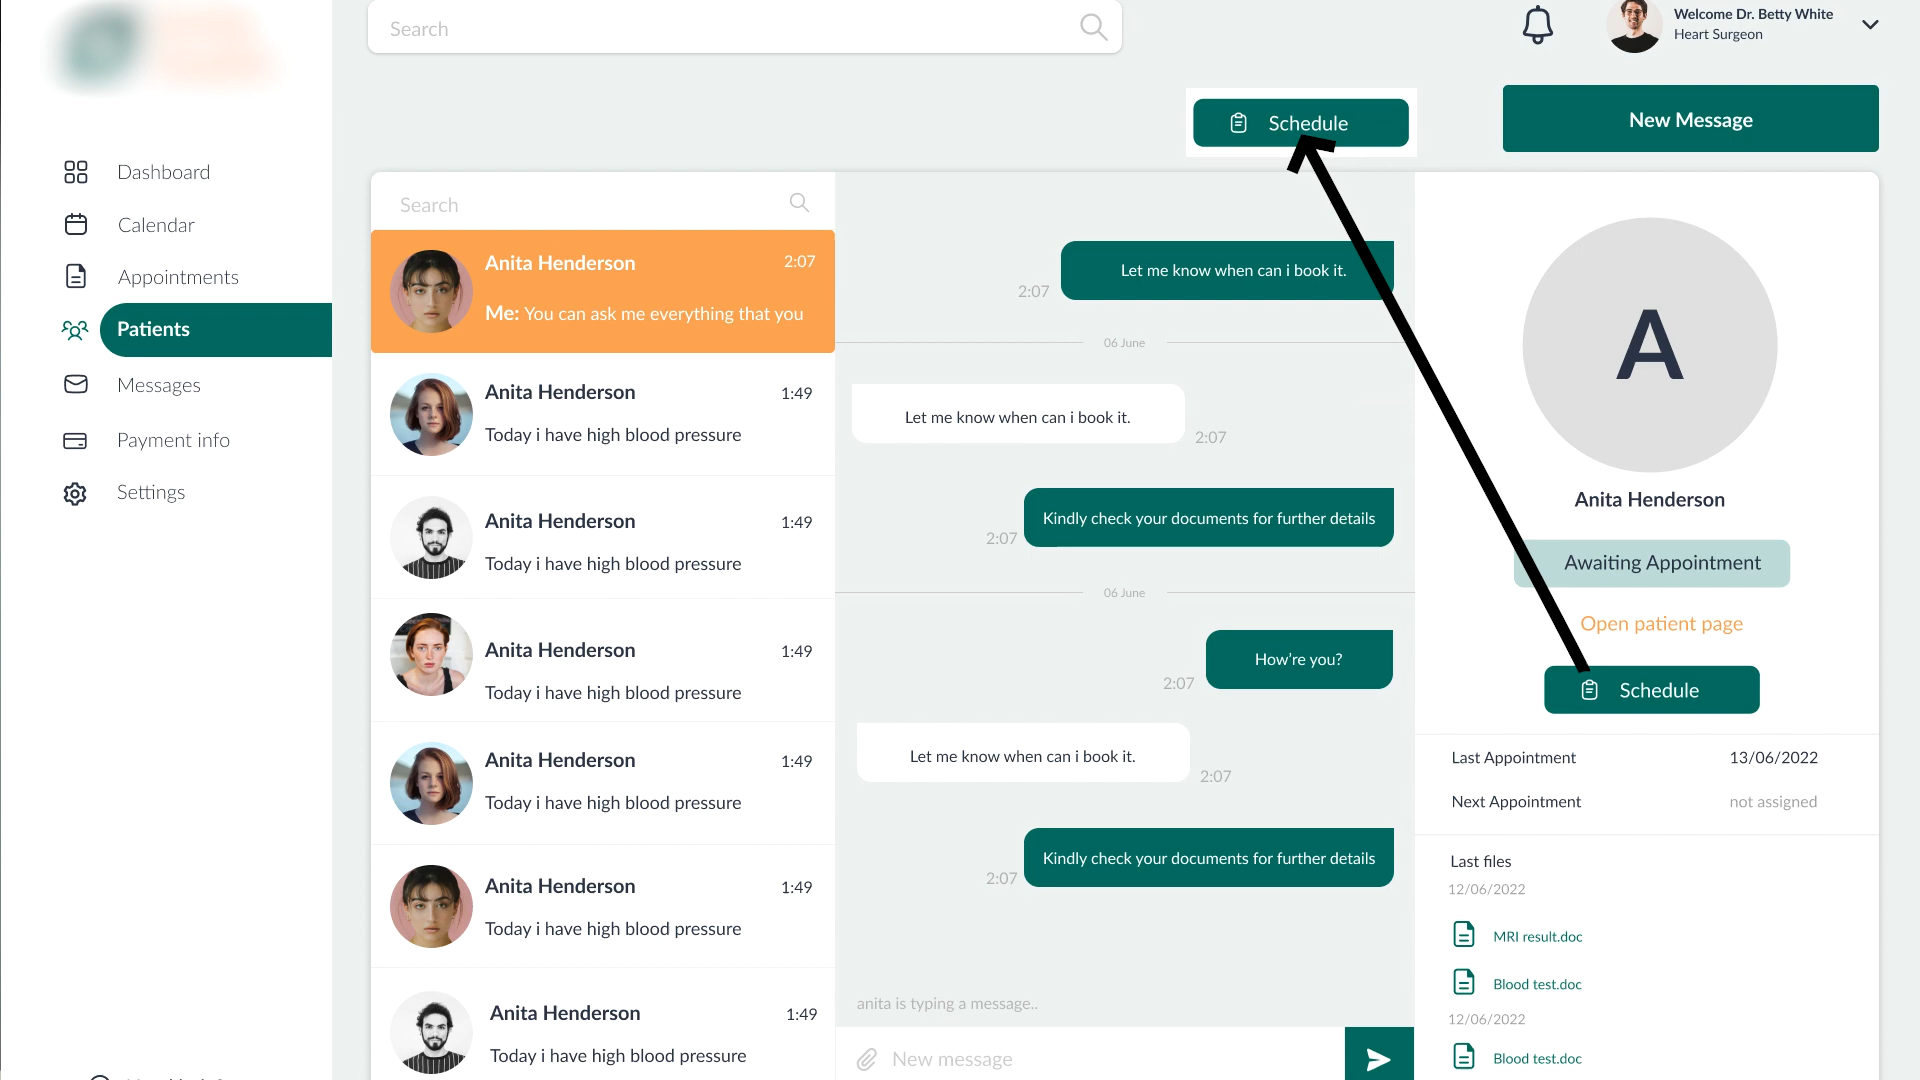 Search
Welcome Dr. Betty White
Heart Surgeon
Schedule
New Message
Dashboard
Calendar
Appointments
Patients
Messages
Payment info
Settings
Search
Anita Henderson
2:07
Me: You can ask me everything that you
Anita Henderson
1:49
Today i have high blood pressure
Anita Henderson
1:49
Today i have high blood pressure
Anita Henderson
1:49
Today i have high blood pressure
Anita Henderson
1:49
Today i have high blood pressure
Anita Henderson
1:49
Today i have high blood pressure
Anita Henderson
1:49
Today i have high blood pressure
Let me know when can i book it.
2:07
06 June
Let me know when can i book it.
2:07
Kindly check your documents for further details
2:07
06 June
How're you?
2:07
Let me know when can i book it.
2:07
Kindly check your documents for further details
2:07
anita is typing a message..
New message
A
Anita Henderson
Awaiting Appointment
Open patient page
Schedule
Last Appointment
13/06/2022
Next Appointment
not assigned
Last files
12/06/2022
MRI result.doc
Blood test.doc
12/06/2022
Blood test.doc